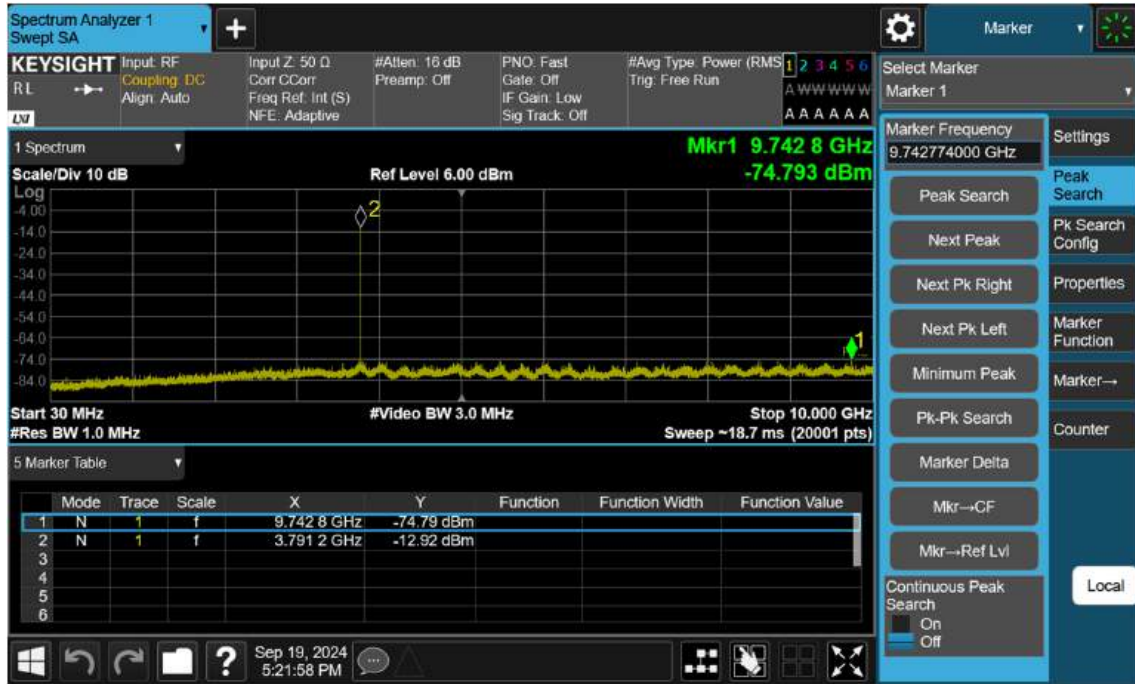 Spectrum Analyzer 1
Swept SA
Marker
KEYSIGHT
RL
LXI
Input: RF
Coupling: DC
Align: Auto
Input Z: 50 Ω
Corr CCorr
Freq Ref: Int (S)
NFE: Adaptive
#Atten: 16 dB
Preamp: Off
PNO: Fast
Gate: Off
IF Gain: Low
Sig Track: Off
#Avg Type: Power (RMS
Trig: Free Run
1 2 3 4 5 6
A W W W W W
A A A A A A
Select Marker
Marker 1
1 Spectrum
Mkr1 9.742 8 GHz
-74.793 dBm
Scale/Div 10 dB
Ref Level 6.00 dBm
Log
-4.00
-14.0
-24.0
-34.0
-44.0
-54.0
-64.0
-74.0
-84.0
2
1
Start 30 MHz
#Video BW 3.0 MHz
Stop 10.000 GHz
#Res BW 1.0 MHz
Sweep ~18.7 ms (20001 pts)
5 Marker Table
Mode Trace Scale X Y Function Function Width Function Value
1 N 1 f 9.742 8 GHz -74.79 dBm
2 N 1 f 3.791 2 GHz -12.92 dBm
3
4
5
6
Marker Frequency
9.742774000 GHz
Peak Search
Next Peak
Next Pk Right
Next Pk Left
Minimum Peak
Pk-Pk Search
Marker Delta
Mkr→CF
Mkr→Ref Lvl
Continuous Peak
Search
On
Off
Settings
Peak
Search
Pk Search
Config
Properties
Marker
Function
Marker→
Counter
Local
?
Sep 19, 2024
5:21:58 PM